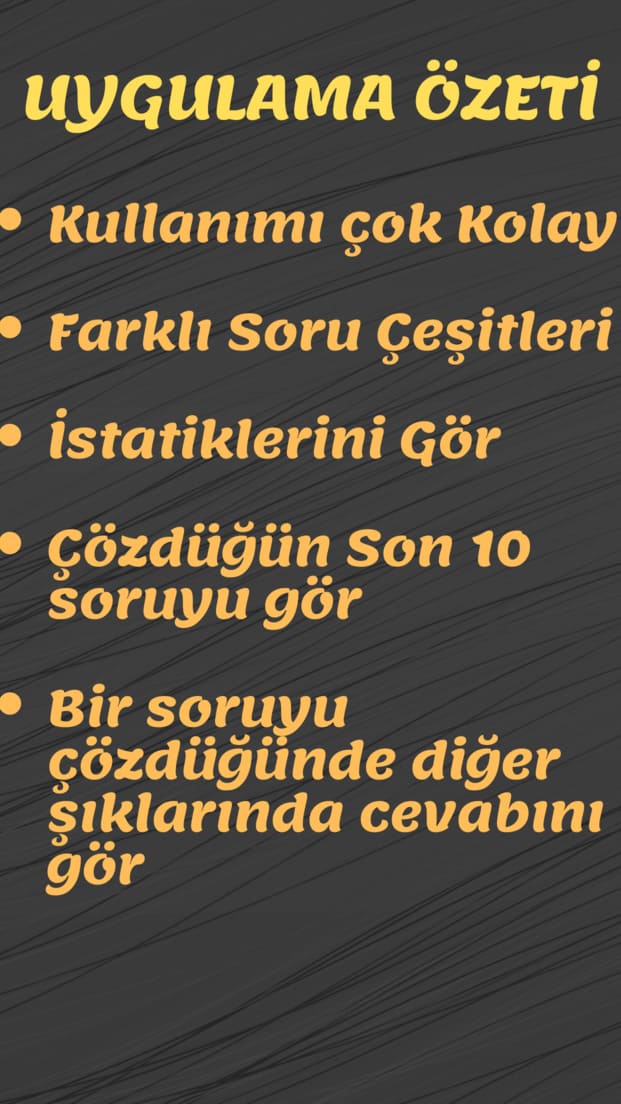 UYGULAMA ÖZETİ
• Kullanımı çok Kolay
• Farklı Soru Çeşitleri
• İstatiklerini Gör
• Çözdüğün Son 10
soruyu gör
• Bir soruyu
çözdüğünde diğer
şıklarında cevabını
gör